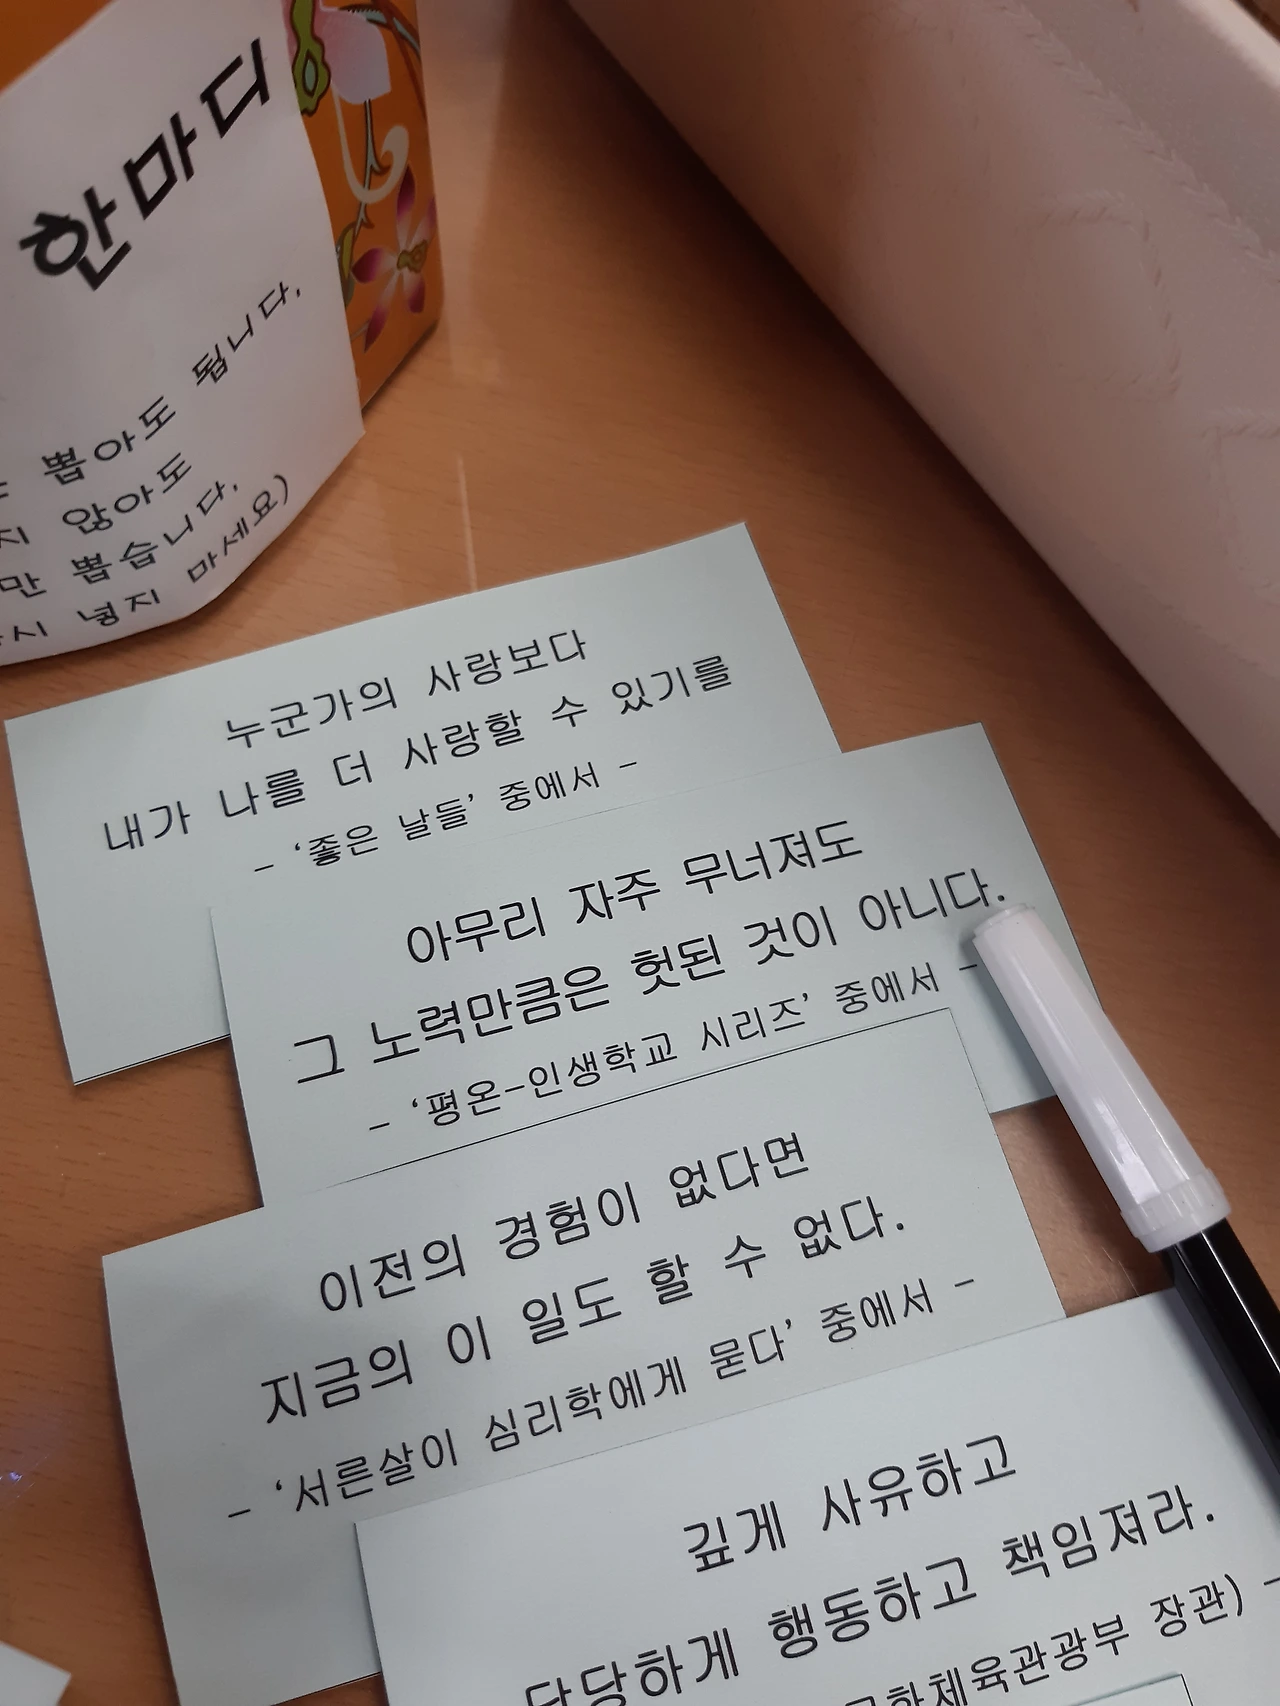 한마디
뽑아도 됩니다.
않아도
만 뽑습니다.
넣지 마세요)
누군가의 사랑보다
내가 나를 더 사랑할 수 있기를
- ‘좋은 날들’ 중에서 -
아무리 자주 무너져도
그 노력만큼은 헛된 것이 아니다.
- ‘평온-인생학교 시리즈’ 중에서 -
이전의 경험이 없다면
지금의 이 일도 할 수 없다.
- ‘서른살이 심리학에게 묻다’ 중에서 -
깊게 사유하고
당당하게 행동하고 책임져라.
문화체육관광부 장관) -